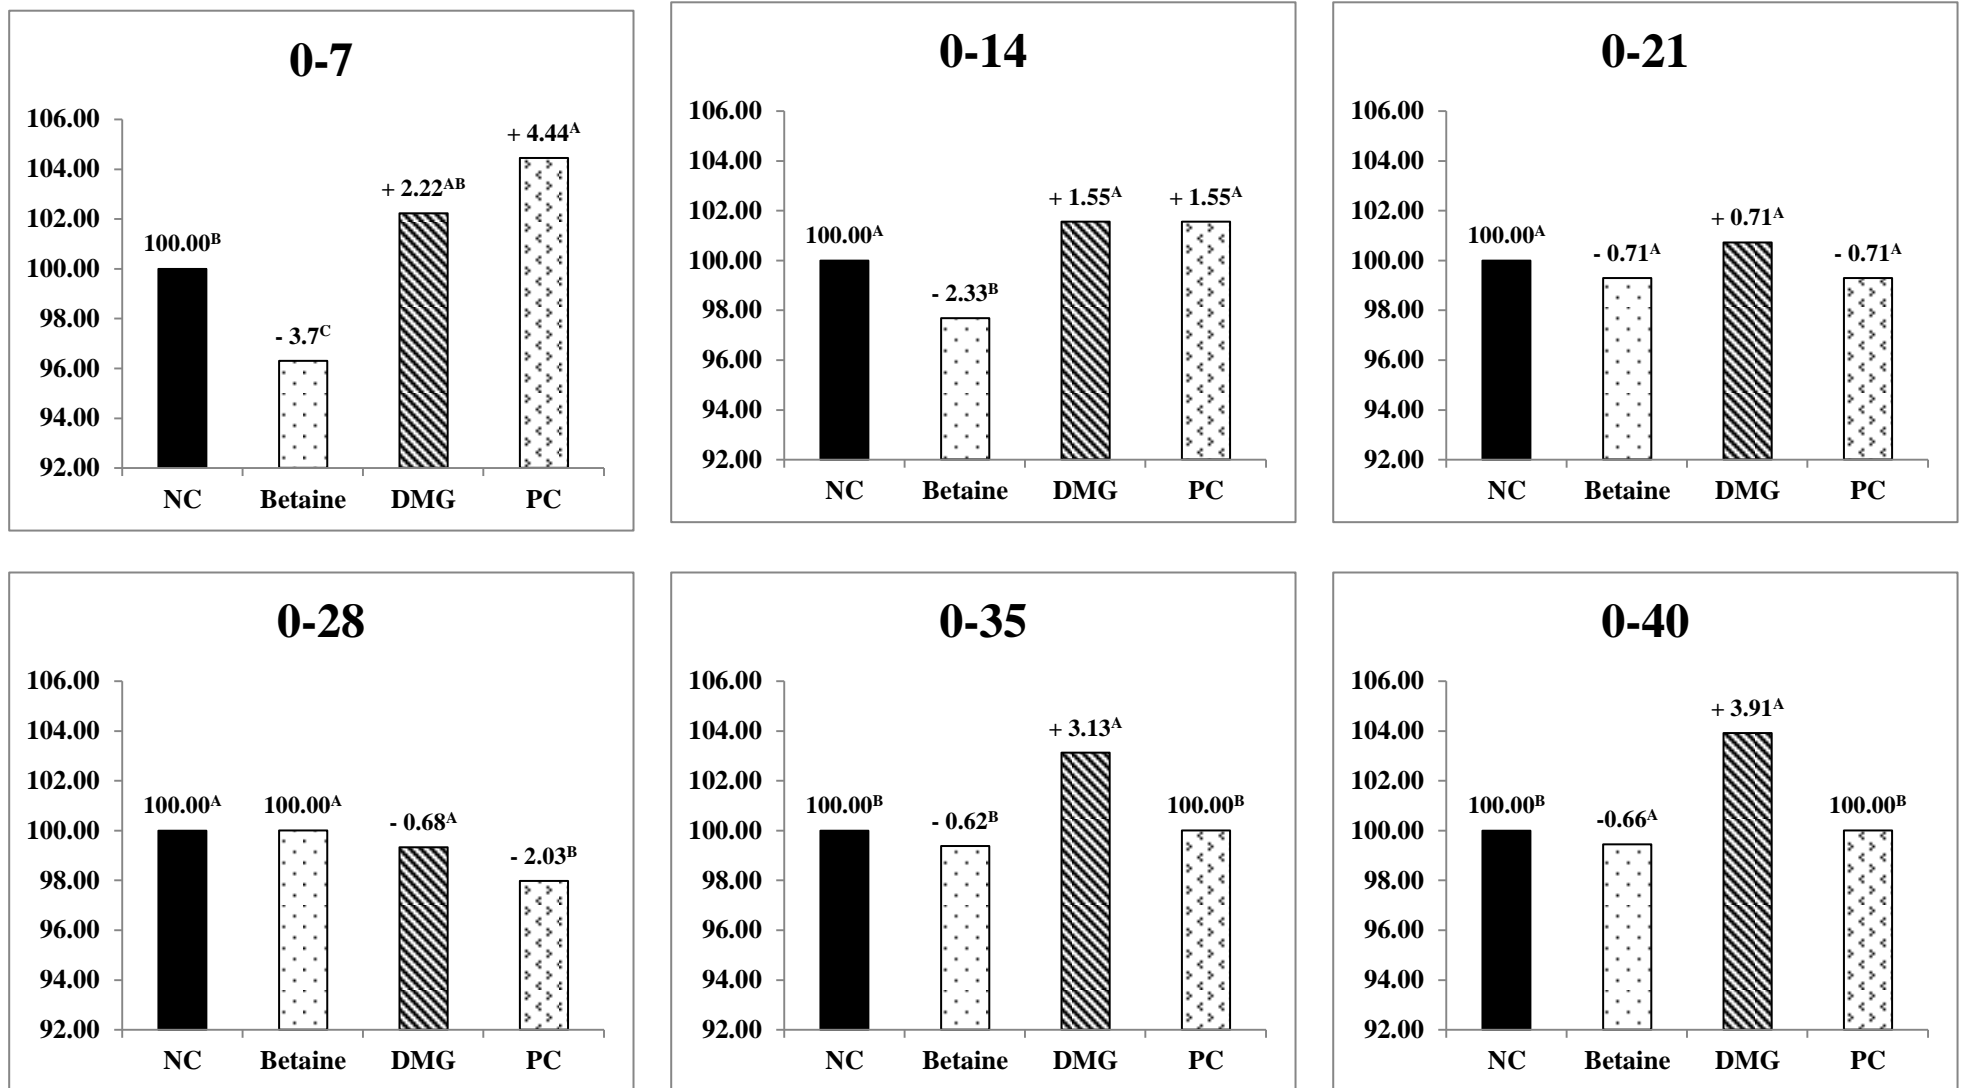 0-7
106.00
104.00
102.00
100.00
98.00
96.00
94.00
92.00
100.00ᴮ
- 3.7ᶜ
+ 2.22ᴬᴮ
+ 4.44ᴬ
NC Betaine DMG PC
0-14
106.00
104.00
102.00
100.00
98.00
96.00
94.00
92.00
100.00ᴬ
- 2.33ᴮ
+ 1.55ᴬ
+ 1.55ᴬ
NC Betaine DMG PC
0-21
106.00
104.00
102.00
100.00
98.00
96.00
94.00
92.00
100.00ᴬ
- 0.71ᴬ
+ 0.71ᴬ
- 0.71ᴬ
NC Betaine DMG PC
0-28
106.00
104.00
102.00
100.00
98.00
96.00
94.00
92.00
100.00ᴬ
100.00ᴬ
- 0.68ᴬ
- 2.03ᴮ
NC Betaine DMG PC
0-35
106.00
104.00
102.00
100.00
98.00
96.00
94.00
92.00
100.00ᴮ
- 0.62ᴮ
+ 3.13ᴬ
100.00ᴮ
NC Betaine DMG PC
0-40
106.00
104.00
102.00
100.00
98.00
96.00
94.00
92.00
100.00ᴮ
-0.66ᴬ
+ 3.91ᴬ
100.00ᴮ
NC Betaine DMG PC